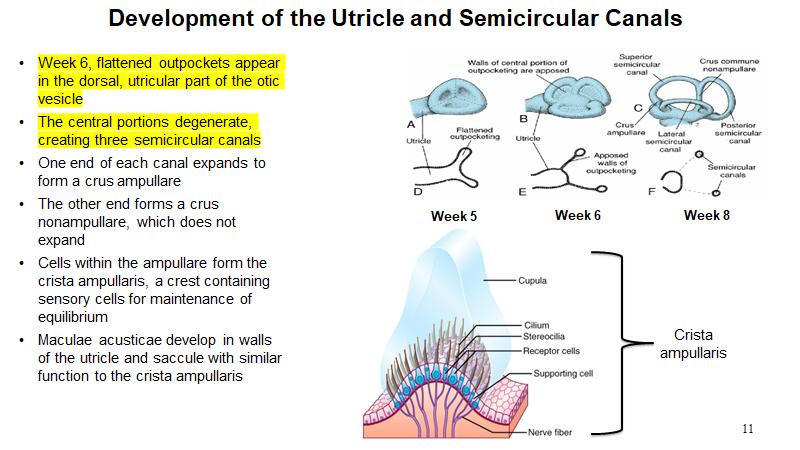 Development of the Utricle and Semicircular Canals
• Week 6, flattened outpockets appear
in the dorsal, utricular part of the otic
vesicle
• The central portions degenerate,
creating three semicircular canals
• One end of each canal expands to
form a crus ampullare
• The other end forms a crus
nonampullare, which does not
expand
• Cells within the ampullare form the
crista ampullaris, a crest containing
sensory cells for maintenance of
equilibrium
• Maculae acusticae develop in walls
of the utricle and saccule with similar
function to the crista ampullaris
Walls of central portion of
outpocketing are apposed
Superior
semicircular
canal
Crus commune
nonampullare
A
B
C
Utricle
Flattened
outpocketing
Utricle
Crus
ampullare
Lateral
semicircular
canal
Posterior
semicircular
canal
Apposed
walls of
outpocketing
Semicircular
canals
D
E
F
Week 5
Week 6
Week 8
Cupula
Cilium
Stereocilia
Receptor cells
Supporting cell
Nerve fiber
Crista
ampullaris
11